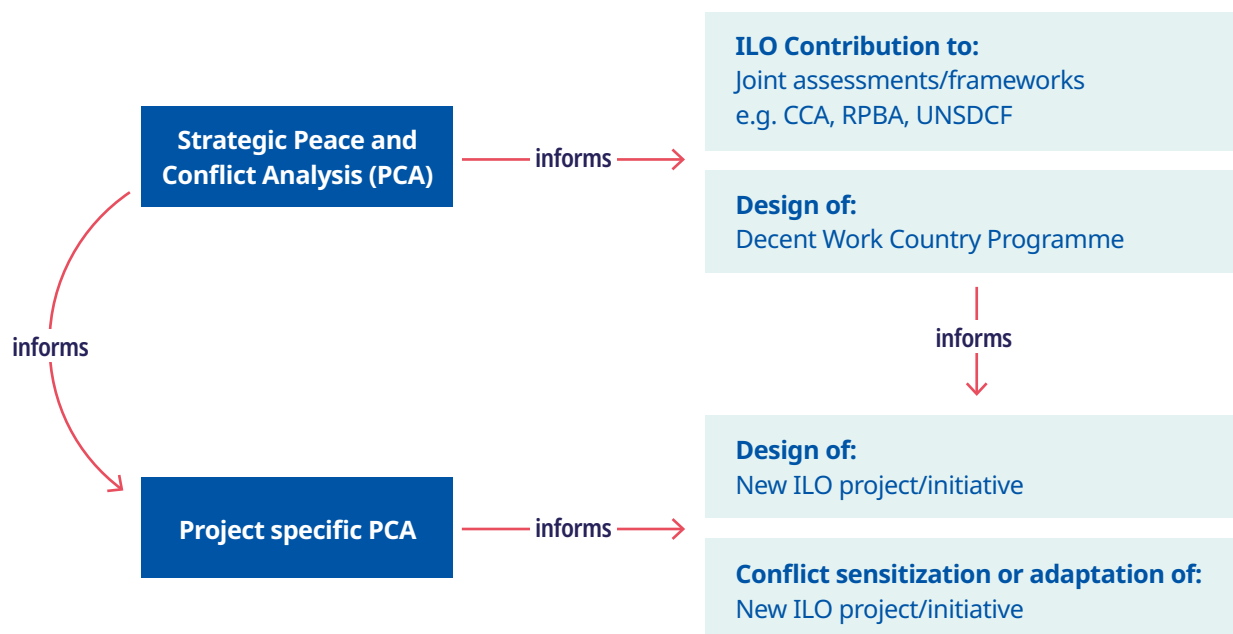 ILO Contribution to:
Joint assessments/frameworks
e.g. CCA, RPBA, UNSDCF
Strategic Peace and
Conflict Analysis (PCA)
informs
Design of:
Decent Work Country Programme
informs
informs
Design of:
New ILO project/initiative
Project specific PCA
informs
Conflict sensitization or adaptation of:
New ILO project/initiative